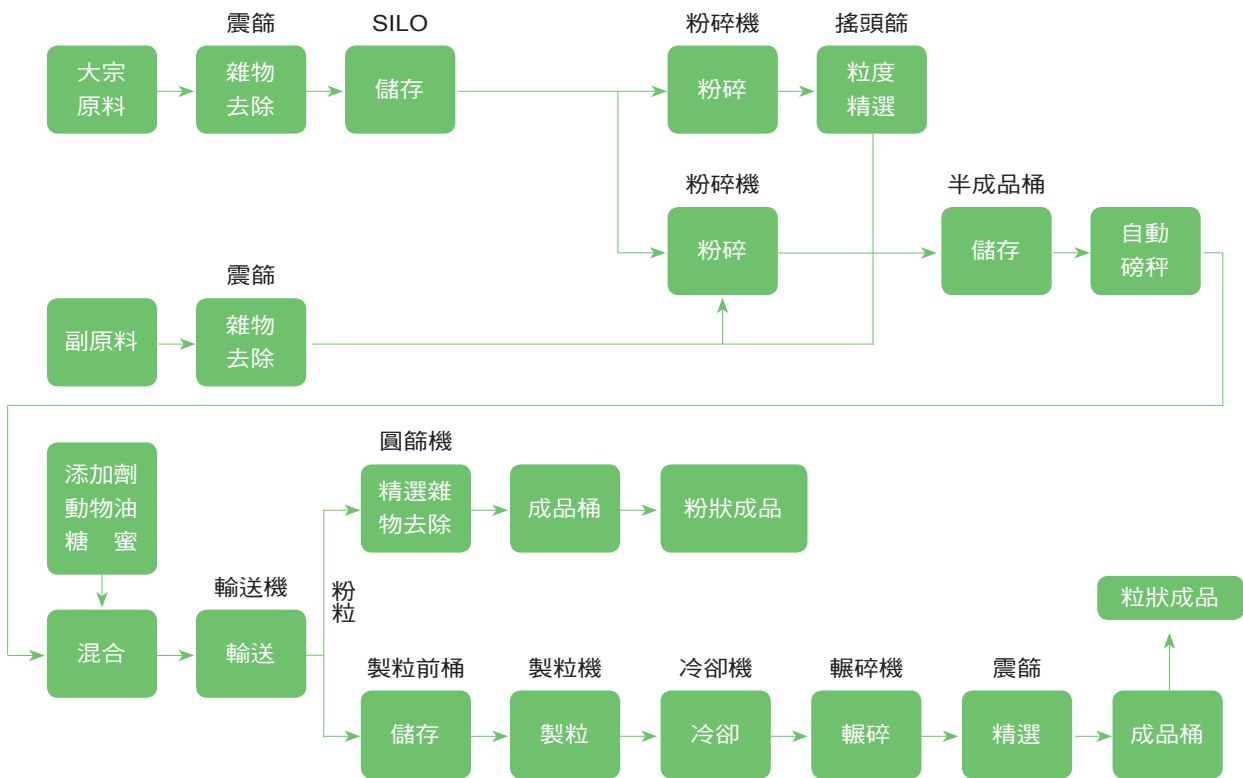 震篩
SILO
粉碎機
搖頭篩
大宗
原料
雜物
去除
儲存
粉碎
粒度
精選
粉碎機
半成品桶
粉碎
儲存
自動
磅秤
震篩
副原料
雜物
去除
圓篩機
添加劑
動物油
糖　蜜
精選雜
物去除
成品桶
粉狀成品
輸送機
粉
粒
粒狀成品
混合
輸送
製粒前桶
製粒機
冷卻機
輾碎機
震篩
儲存
製粒
冷卻
輾碎
精選
成品桶